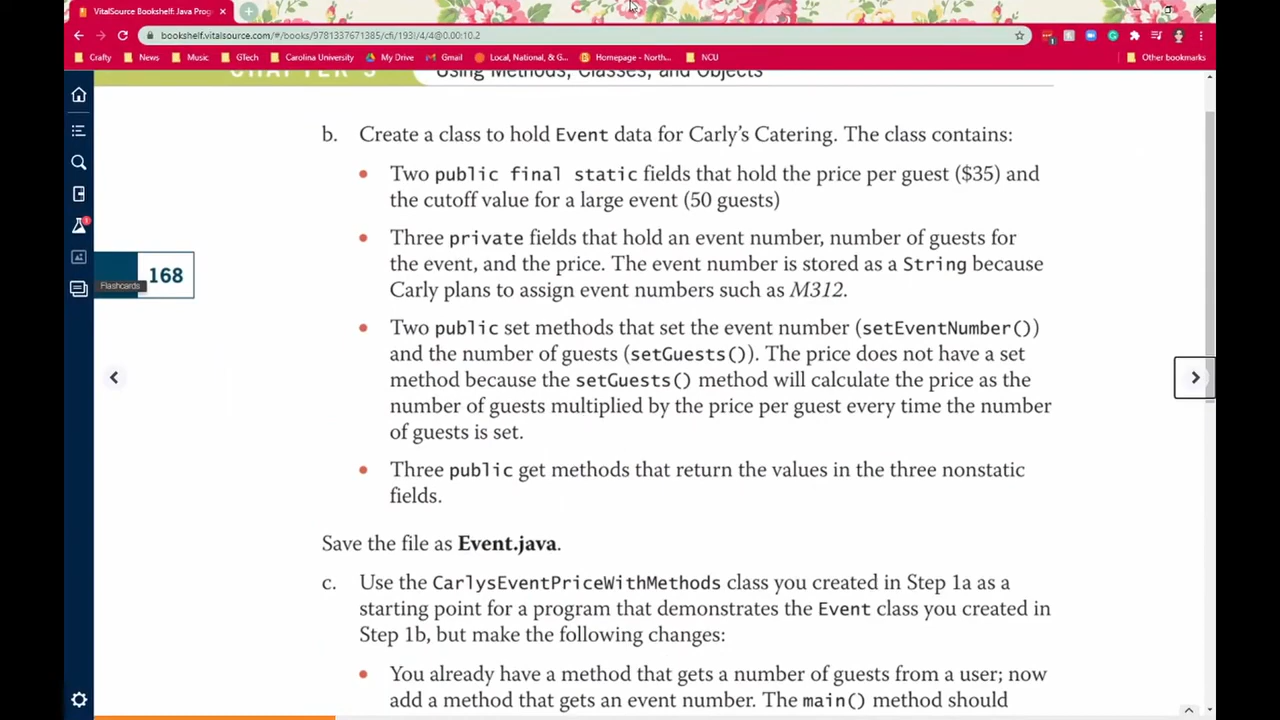 VitalSource Bookshelf: Java Prog
bookshelf.vitalsource.com/#/books/9781337671385/cfi/193!/4/4@0.00:10.2
Crafty News Music GTech Carolina University My Drive Gmail Local, National, & G... Homepage - North... NCU Other bookmarks
CHAPTER 3 Using Methods, Classes, and Objects
b. Create a class to hold Event data for Carly's Catering. The class contains:
• Two public final static fields that hold the price per guest ($35) and
the cutoff value for a large event (50 guests)
• Three private fields that hold an event number, number of guests for
the event, and the price. The event number is stored as a String because
168
Flashcards
Carly plans to assign event numbers such as M312.
• Two public set methods that set the event number (setEventNumber())
and the number of guests (setGuests()). The price does not have a set
method because the setGuests() method will calculate the price as the
number of guests multiplied by the price per guest every time the number
of guests is set.
• Three public get methods that return the values in the three nonstatic
fields.
Save the file as Event.java.
c. Use the CarlysEventPriceWithMethods class you created in Step 1a as a
starting point for a program that demonstrates the Event class you created in
Step 1b, but make the following changes:
• You already have a method that gets a number of guests from a user; now
add a method that gets an event number. The main() method should